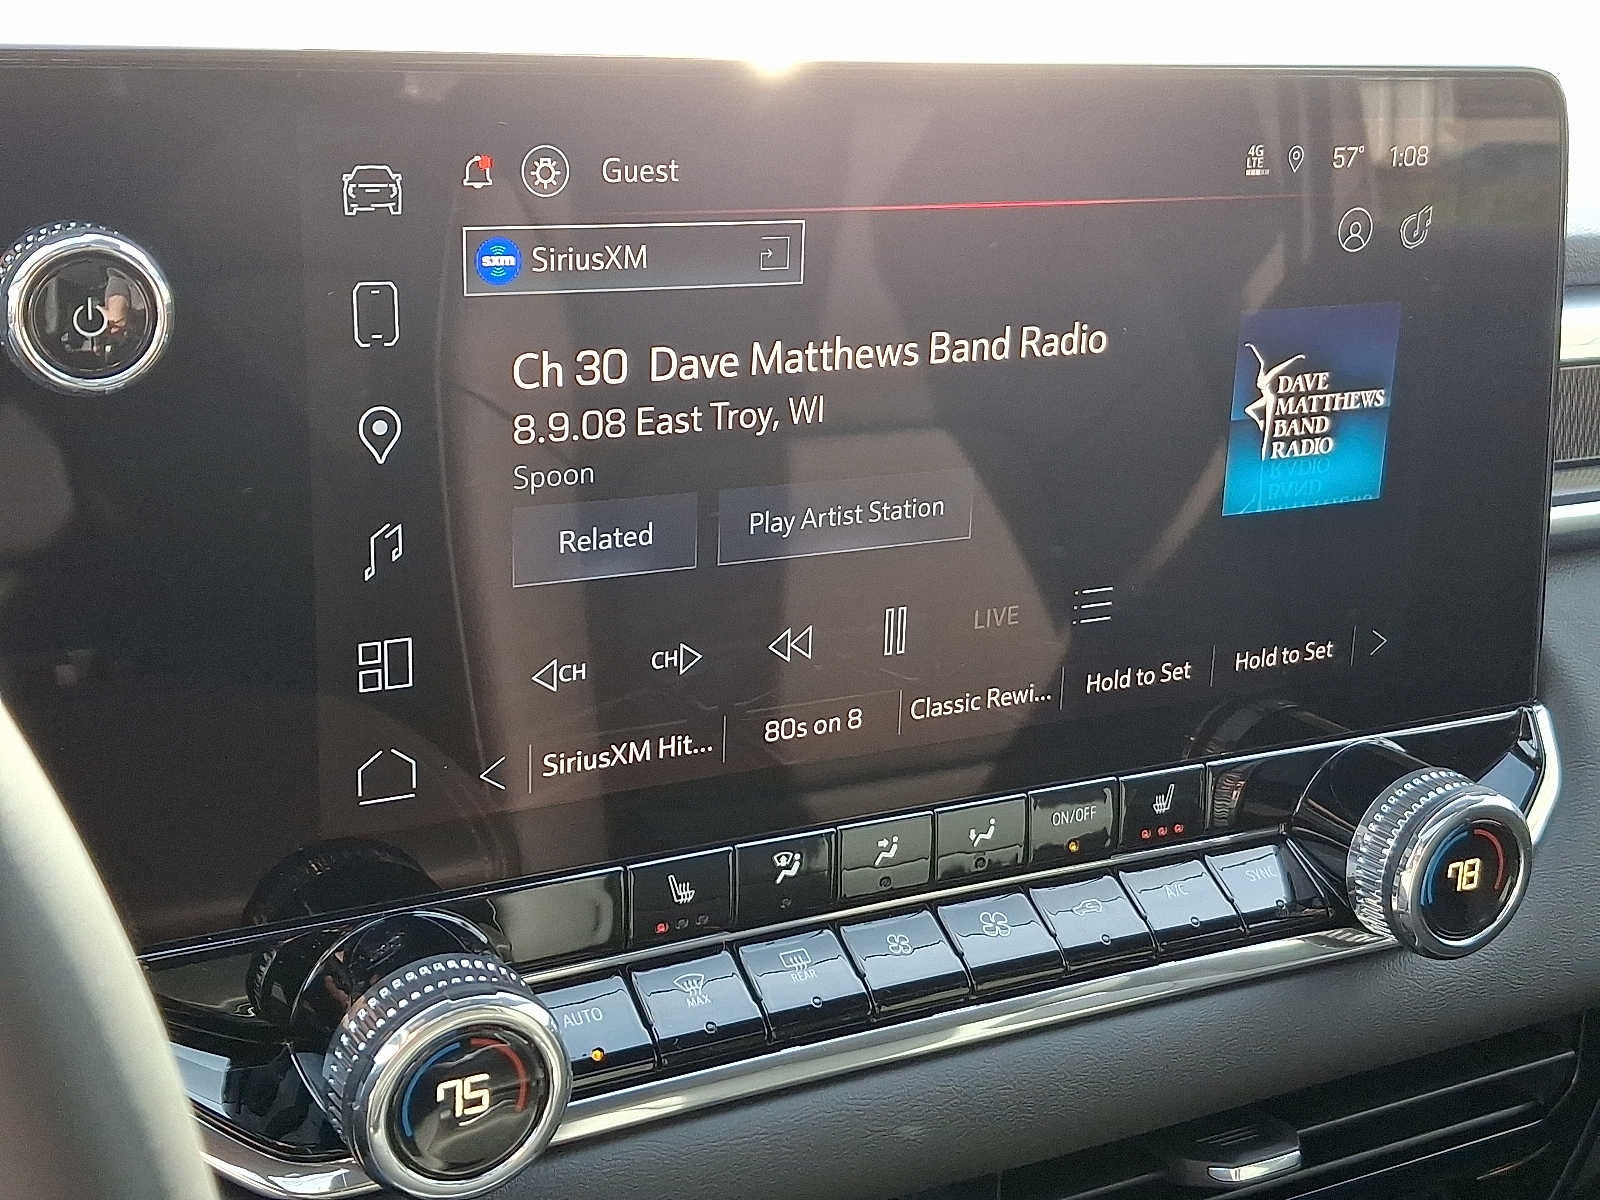 Guest
4G
LTE
57° 1:08
sxm SiriusXM
Ch 30 Dave Matthews Band Radio
8.9.08 East Troy, WI
Spoon
DAVE
MATTHEWS
BAND
RADIO
Related
Play Artist Station
CH
CH
LIVE
SiriusXM Hit...
80s on 8
Classic Rewi...
Hold to Set
Hold to Set
ON/OFF
AUTO
MAX
REAR
A/C
SYNC
75
78